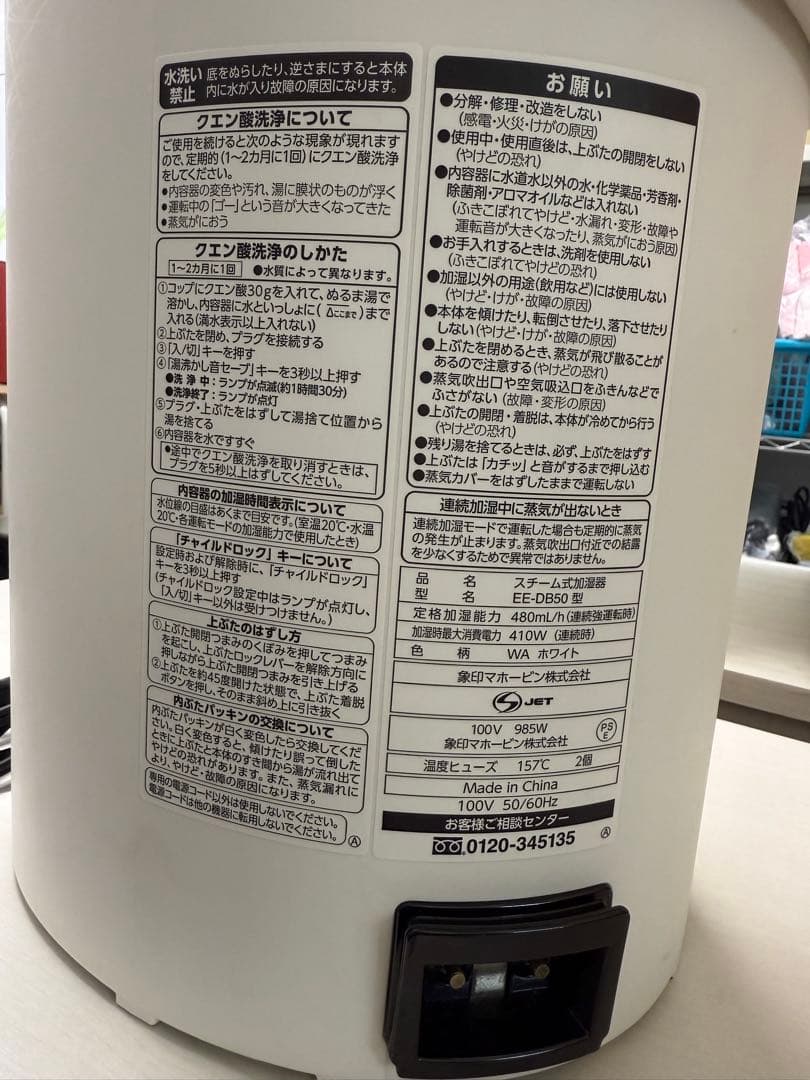 水洗い
禁止
底をぬらしたり、逆さまにすると本体
内に水が入り故障の原因になります。
クエン酸洗浄について
ご使用を続けると次のような現象が現れます
ので、定期的(1〜2カ月に1回)にクエン酸洗浄
をしてください。
●内容器の変色や汚れ、湯に膜状のものが浮く
●運転中の「ゴー」という音が大きくなってきた
●蒸気がにおう
クエン酸洗浄のしかた
1〜2カ月に1回 ●水質によって異なります。
①コップにクエン酸30gを入れて、ぬるま湯で
溶かし、内容器に水といっしょに(△ここまで)まで
入れる(満水表示以上入れない)
②上ぶたを閉め、プラグを接続する
③「入/切」キーを押す
④「湯沸かし音セーブ」キーを3秒以上押す
●洗浄中:ランプが点滅(約1時間30分)
●洗浄終了:ランプが点灯
⑤プラグ・上ぶたをはずして湯捨て位置から
湯を捨てる
⑥内容器を水ですすぐ
●途中でクエン酸洗浄を取り消すときは、
プラグを5秒以上はずしてください。
内容器の加湿時間表示について
水位線の目盛はあくまで目安です。(室温20℃・水温
20℃・各運転モードの加湿能力で使用したとき)
「チャイルドロック」キーについて
設定時および解除時に、「チャイルドロック」
キーを3秒以上押す
(チャイルドロック設定中はランプが点灯し、
「入/切」キー以外は受けつけません。)
上ぶたのはずし方
①上ぶた開閉つまみのくぼみを押してつまみ
を起こし、上ぶたロックレバーを解除方向に
押しながら上ぶた開閉つまみを引き上げる
②上ぶたを約45度開けた状態で、上ぶた着脱
ボタンを押し、そのまま斜め上に引き抜く
内ぶたパッキンの交換について
内ぶたパッキンが白く変色したら交換してくだ
さい。白く変色すると、傾けたり誤って倒した
ときに上ぶたと本体のすき間から湯が流れ出て
やけどの恐れがあります。また、蒸気漏れに
より、やけど・故障の原因になります。
専用の電源コード以外は使用しないでください。
電源コードは他の機器に転用しないでください。
Ⓐ
お願い
●分解・修理・改造をしない
(感電・火災・けがの原因)
●使用中・使用直後は、上ぶたの開閉をしない
(やけどの恐れ)
●内容器に水道水以外の水・化学薬品・芳香剤・
除菌剤・アロマオイルなどは入れない
(ふきこぼれてやけど・水漏れ・変形・故障や
運転音が大きくなったり、蒸気がにおう原因)
●お手入れするときは、洗剤を使用しない
(ふきこぼれてやけどの恐れ)
●加湿以外の用途(飲用など)には使用しない
(やけど・けが・故障の原因)
●本体を傾けたり、転倒させたり、落下させたり
しない(やけど・けが・故障の原因)
●上ぶたを閉めるとき、蒸気が飛び散ることが
あるので注意する(やけどの恐れ)
●蒸気吹出口や空気吸込口をふきんなどで
ふさがない(故障・変形の原因)
●上ぶたの開閉・着脱は、本体が冷めてから行う
(やけどの恐れ)
●残り湯を捨てるときは、必ず、上ぶたをはずす
●上ぶたは「カチッ」と音がするまで押し込む
●蒸気カバーをはずしたままで運転しない
連続加湿中に蒸気が出ないとき
連続加湿モードで運転した場合も定期的に蒸気
の発生が止まります。蒸気吹出口付近での結露
を少なくするためで異常ではありません。
品名 スチーム式加湿器
型名 EE-DB50 型
定格加湿能力 480mL/h(連続強運転時)
加湿時最大消費電力 410W(連続時)
色柄 WA ホワイト
象印マホービン株式会社
JET
100V 985W
象印マホービン株式会社
PS
E
温度ヒューズ 157℃ 2個
Made in China
100V 50/60Hz
お客様ご相談センター
0120-345135
Ⓐ